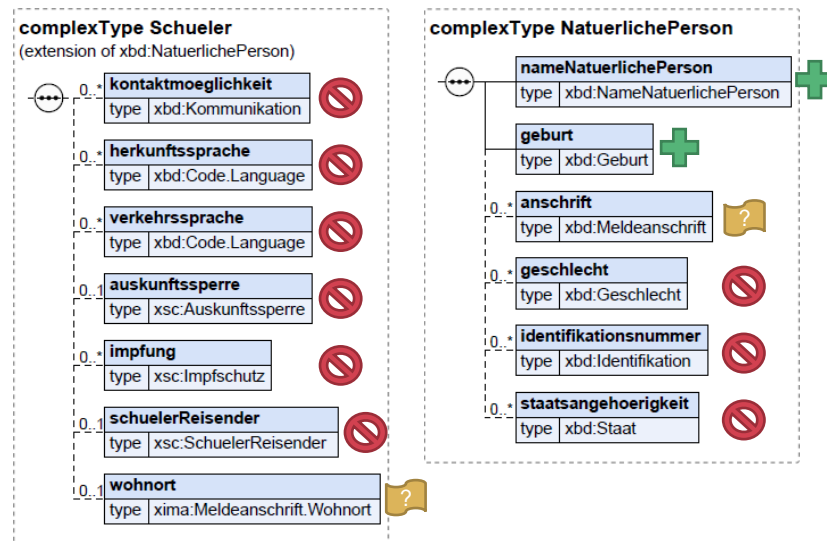 complexType Schueler
(extension of xbd:NatuerlichePerson)
0..* kontaktmoeglichkeit
type xbd:Kommunikation
0..* herkunftssprache
type xbd:Code.Language
0..* verkehrssprache
type xbd:Code.Language
0..1 auskunftssperre
type xsc:Auskunftssperre
0..* impfung
type xsc:Impfschutz
0..1 schuelerReisender
type xsc:SchuelerReisender
0..1 wohnort
type xima:Meldeanschrift.Wohnort
?
complexType NatuerlichePerson
nameNatuerlichePerson
type xbd:NameNatuerlichePerson
geburt
type xbd:Geburt
0..* anschrift
type xbd:Meldeanschrift
?
0..* geschlecht
type xbd:Geschlecht
0..* identifikationsnummer
type xbd:Identifikation
0..* staatsangehoerigkeit
type xbd:Staat